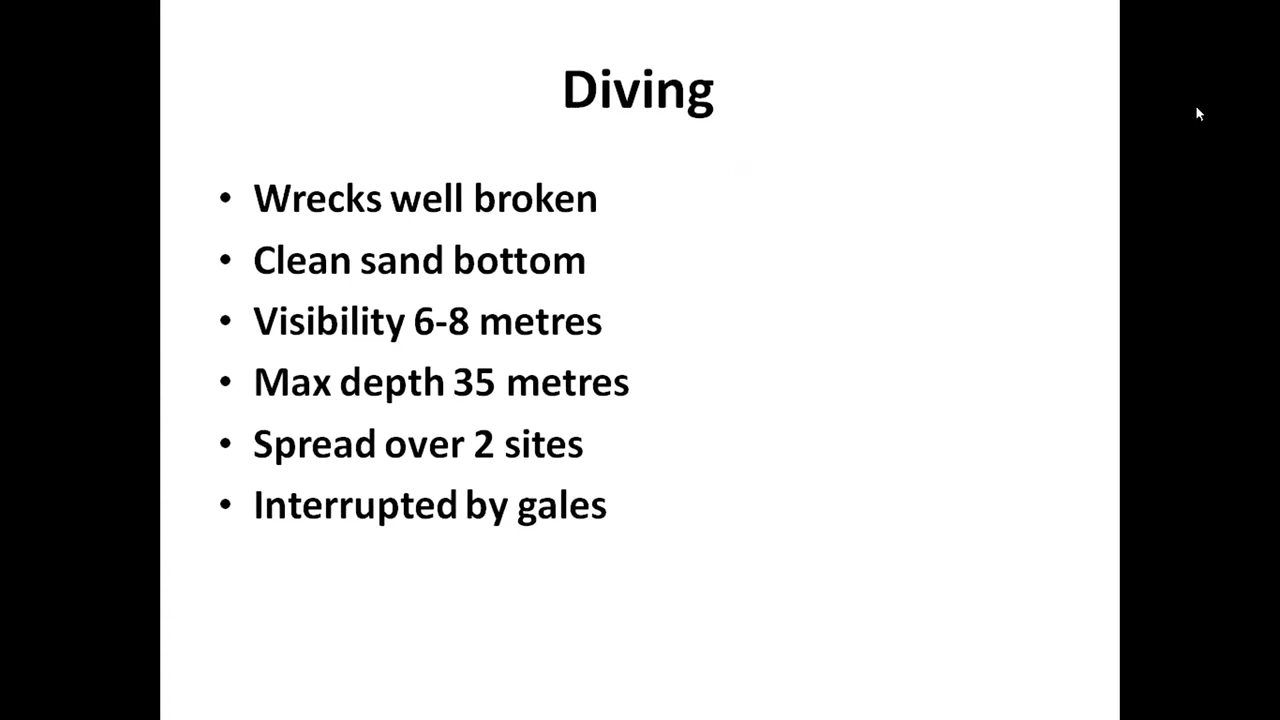 Diving
• Wrecks well broken
• Clean sand bottom
• Visibility 6-8 metres
• Max depth 35 metres
• Spread over 2 sites
• Interrupted by gales